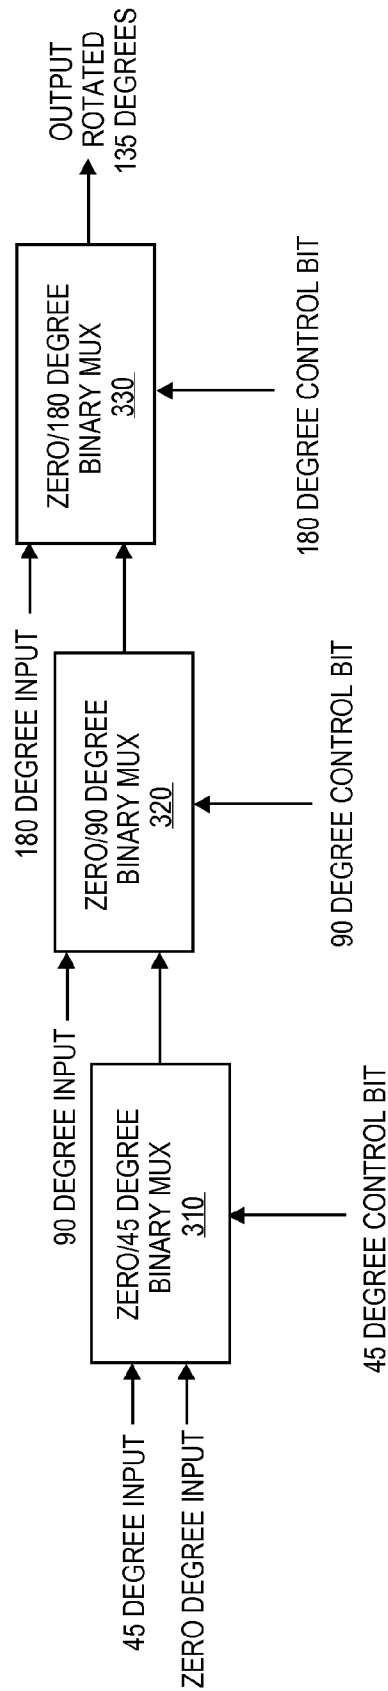 45 DEGREE INPUT
ZERO DEGREE INPUT
ZERO/45 DEGREE
BINARY MUX
310
45 DEGREE CONTROL BIT
90 DEGREE INPUT
ZERO/90 DEGREE
BINARY MUX
320
90 DEGREE CONTROL BIT
180 DEGREE INPUT
ZERO/180 DEGREE
BINARY MUX
330
180 DEGREE CONTROL BIT
OUTPUT
ROTATED
135 DEGREES